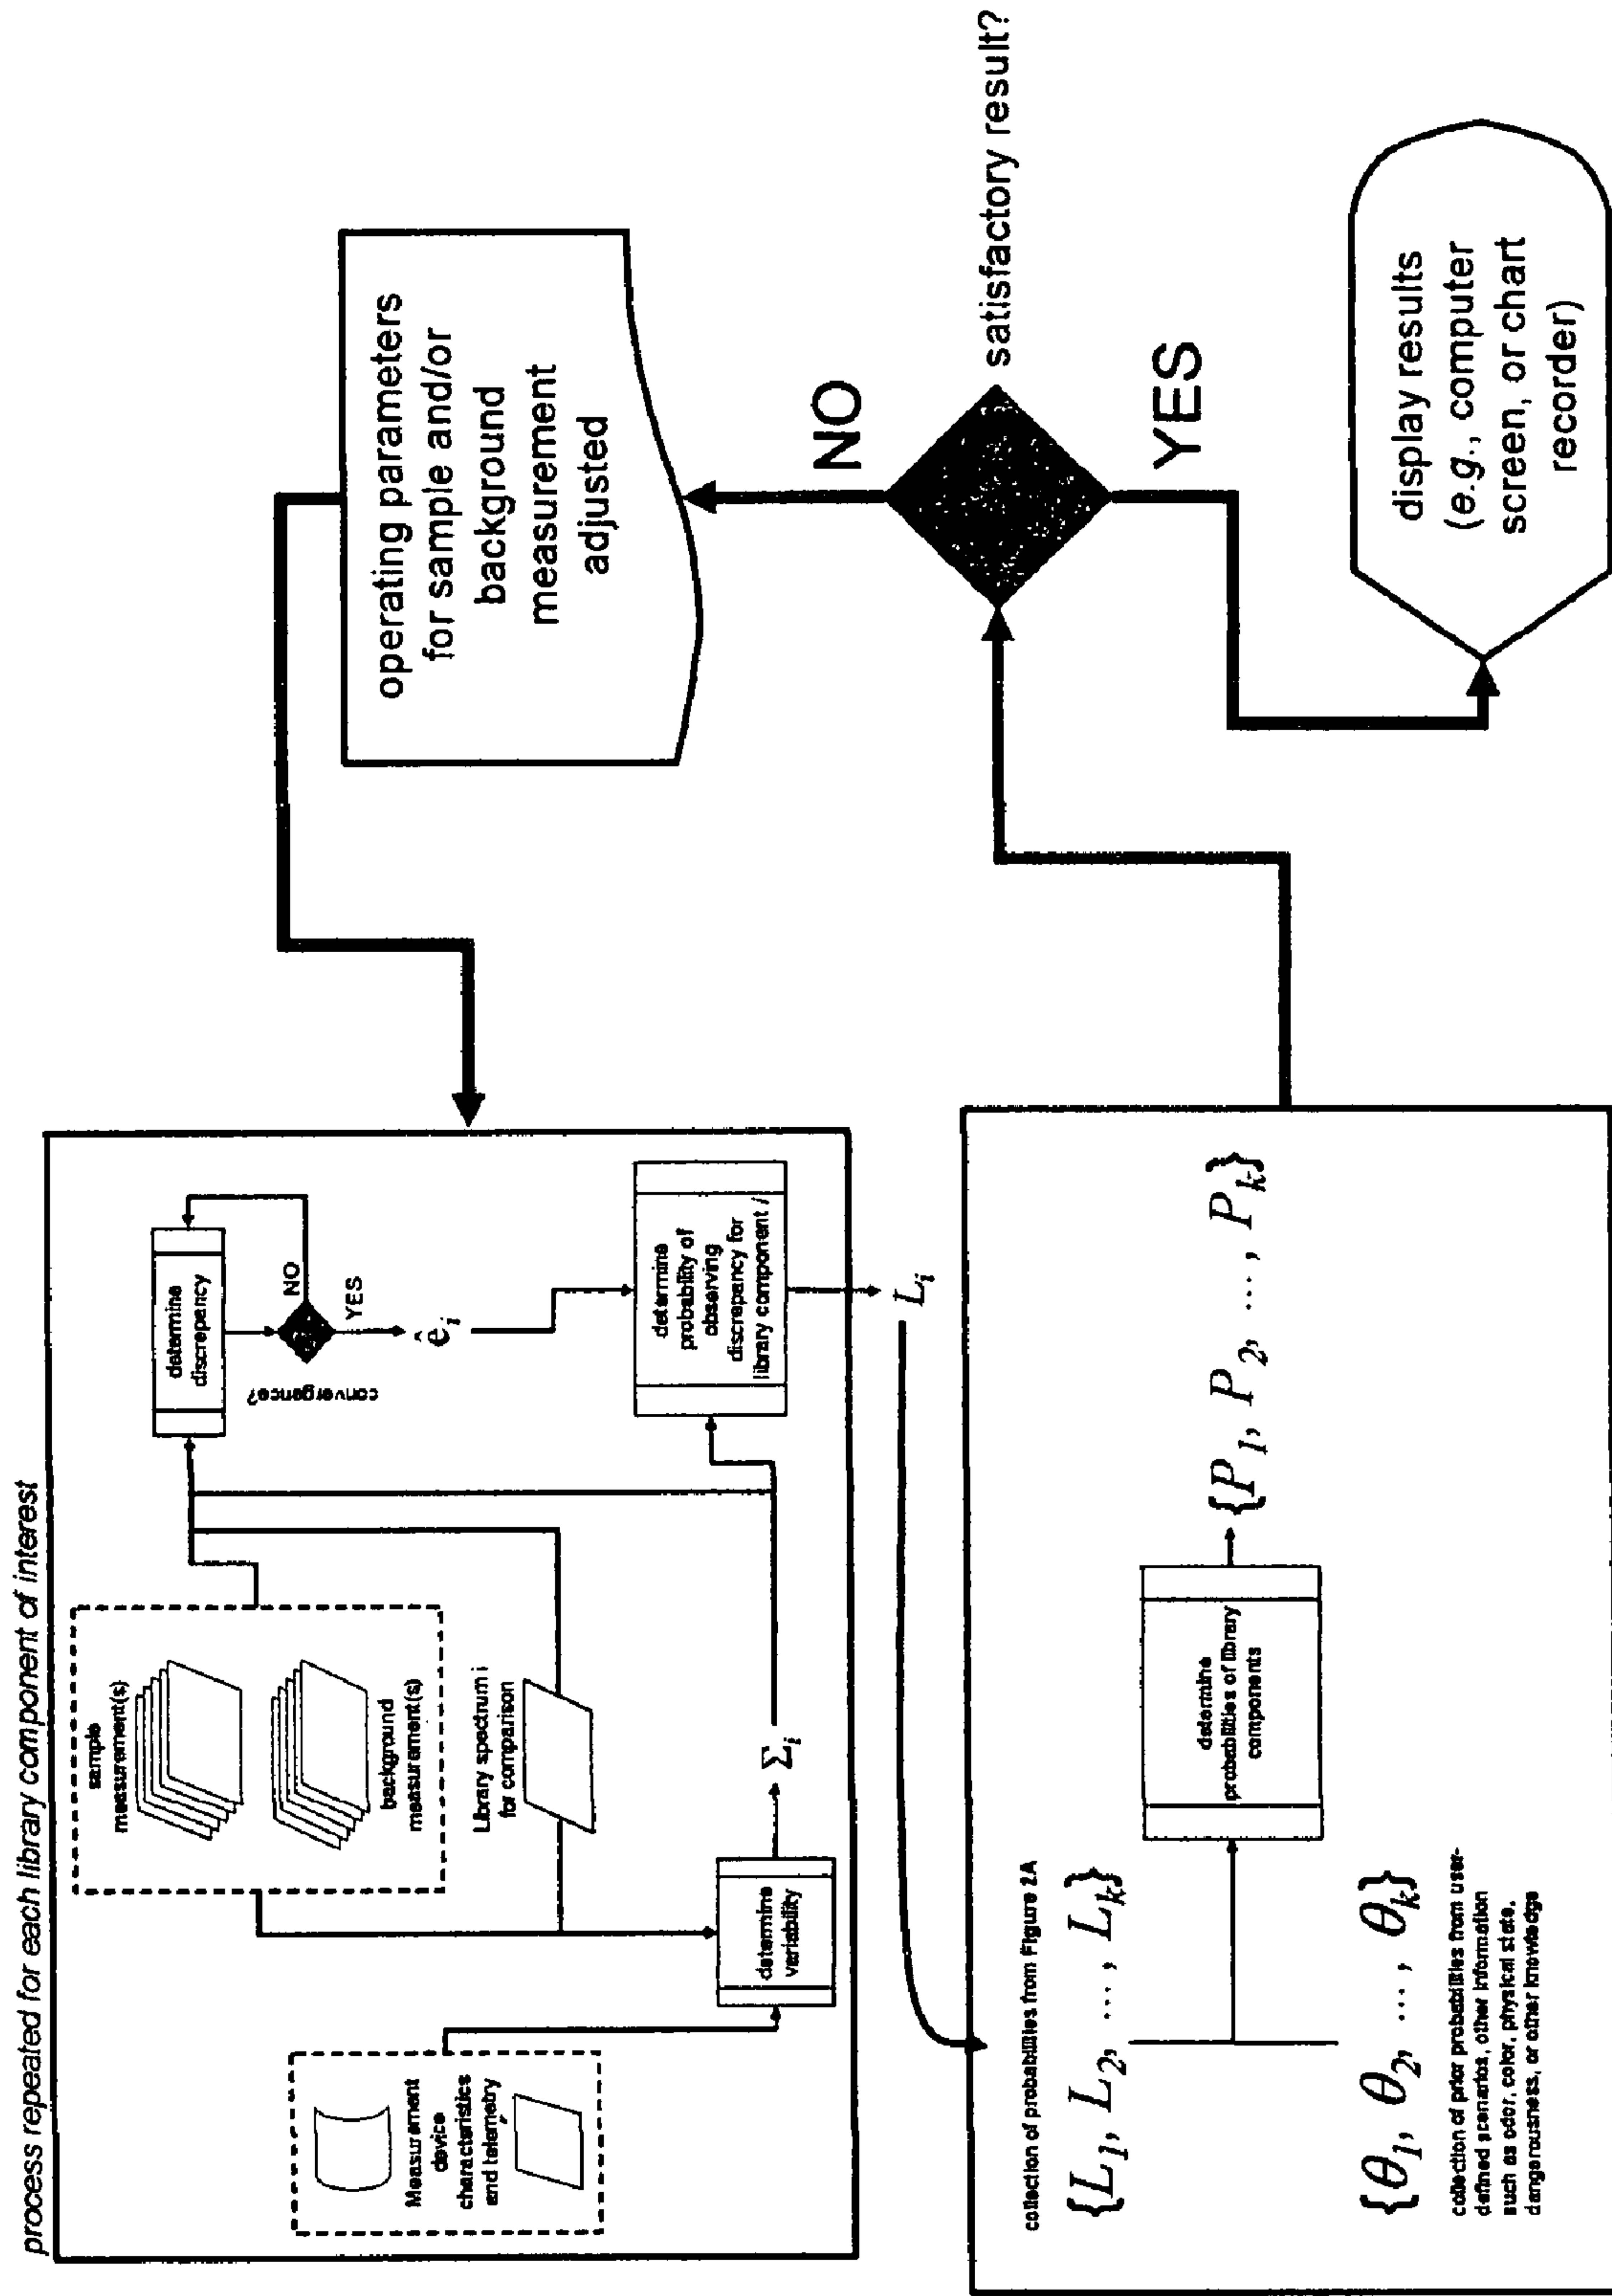 process repeated for each library component of interest
sample
measurement(s)
background
measurement(s)
Library spectrum i
for comparison
Measurement
device
characteristics
and telemetry
determine
variability
Σi
determine
discrepancy
convergence?
NO
YES
êi
determine
probability of
observing
discrepancy for
library component i
Li
collection of probabilities from Figure 2A
{L1, L2, ..., Lk}
{θ1, θ2, ..., θk}
collection of prior probabilities from user-
defined scenarios, other information
such as odor, color, physical state,
dangerousness, or other knowledge
determine
probabilities of library
components
{P1, P2, ..., Pk}
operating parameters
for sample and/or
background
measurement
adjusted
NO
satisfactory result?
YES
display results
(e.g., computer
screen, or chart
recorder)